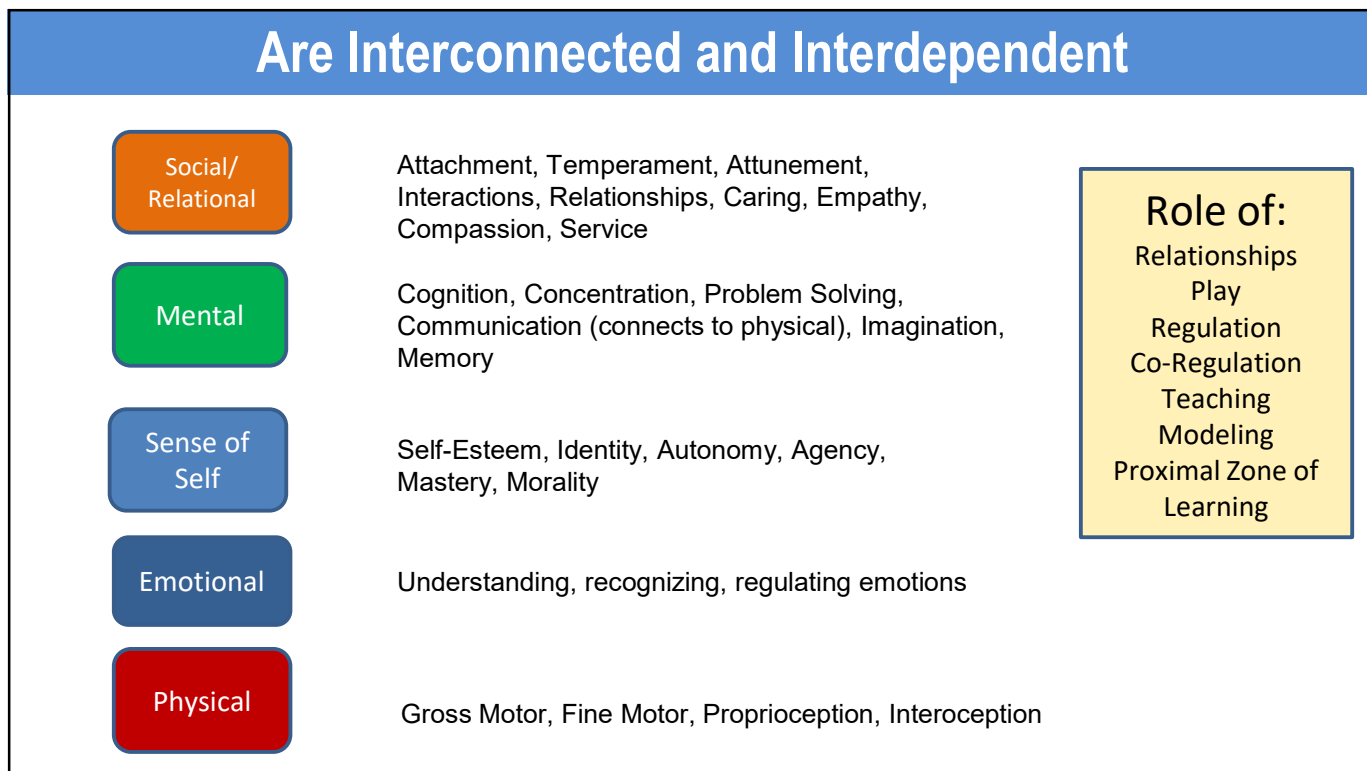 Are Interconnected and Interdependent
Social/
Relational
Attachment, Temperament, Attunement,
Interactions, Relationships, Caring, Empathy,
Compassion, Service
Mental
Cognition, Concentration, Problem Solving,
Communication (connects to physical), Imagination,
Memory
Sense of
Self
Self-Esteem, Identity, Autonomy, Agency,
Mastery, Morality
Emotional
Understanding, recognizing, regulating emotions
Physical
Gross Motor, Fine Motor, Proprioception, Interoception
Role of:
Relationships
Play
Regulation
Co-Regulation
Teaching
Modeling
Proximal Zone of
Learning